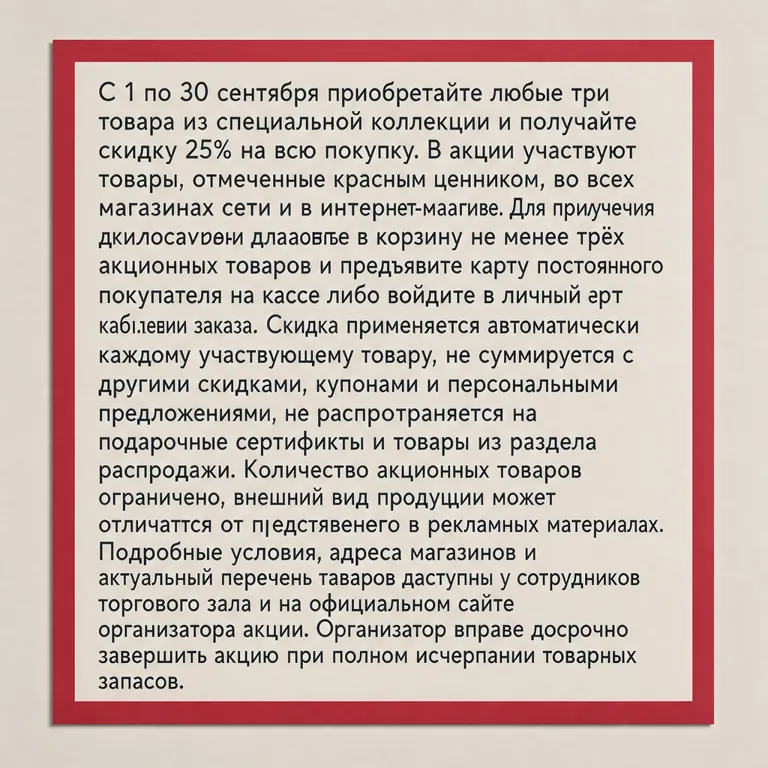 С 1 по 30 сентября приобретайте любые три
товара из специальной коллекции и получайте
скидку 25% на всю покупку. В акции участвуют
товары, отмеченные красным ценником, во всех
магазинах сети и в интернет-маагиве. Для
в корзину не менее трёх
акционных товаров и предъявите карту постоянного
покупателя на кассе либо войдите в личный арт
заказа. Скидка применяется автоматически
каждому участвующему товару, не суммируется с
другими скидками, купонами и персональными
предложениями, не распротраняется на
подарочные сертификты и товары из раздела
распродажи. Количество акционных товаров
ограничено, внешний вид продущии может
отличаттся от в рекламных материалах.
Подробные условия, адреса магазинов и
актуальный перечень таваров даступны у сотрудников
торгового зала и на официальном сайте
организатора акции. Организатор вправе досрочно
завершить акцию при полном исчерпании товарных
запасов.